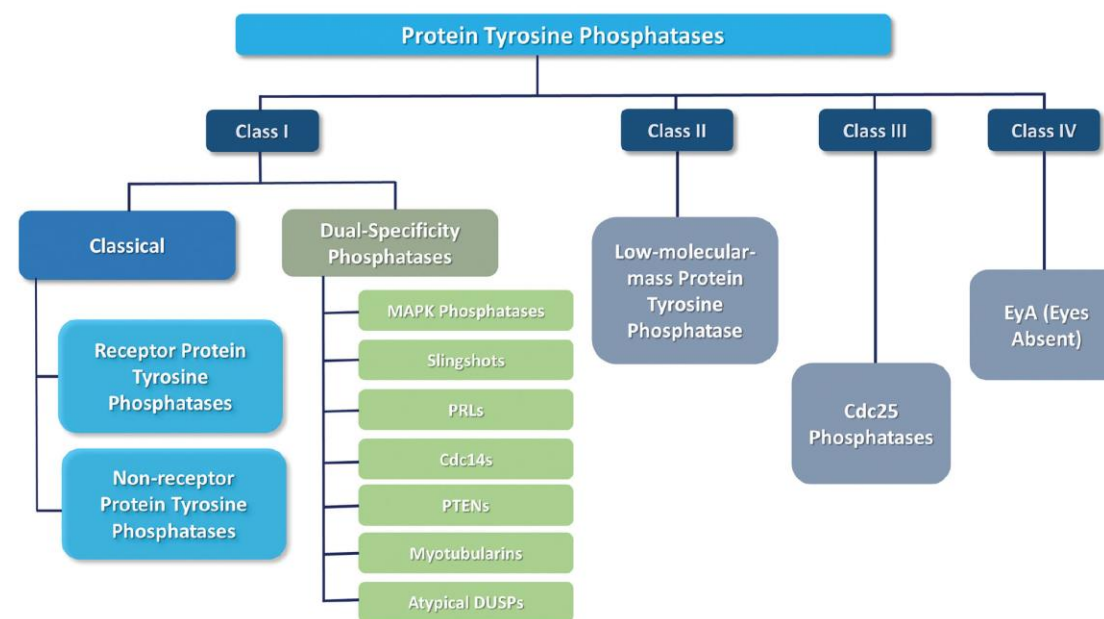 Protein Tyrosine Phosphatases
Class I
Class II
Class III
Class IV
Classical
Dual-Specificity
Phosphatases
Low-molecular-
mass Protein
Tyrosine
Phosphatase
EyA (Eyes
Absent)
Cdc25
Phosphatases
Receptor Protein
Tyrosine
Phosphatases
Non-receptor
Protein Tyrosine
Phosphatases
MAPK Phosphatases
Slingshots
PRLs
Cdc14s
PTENs
Myotubularins
Atypical DUSPs